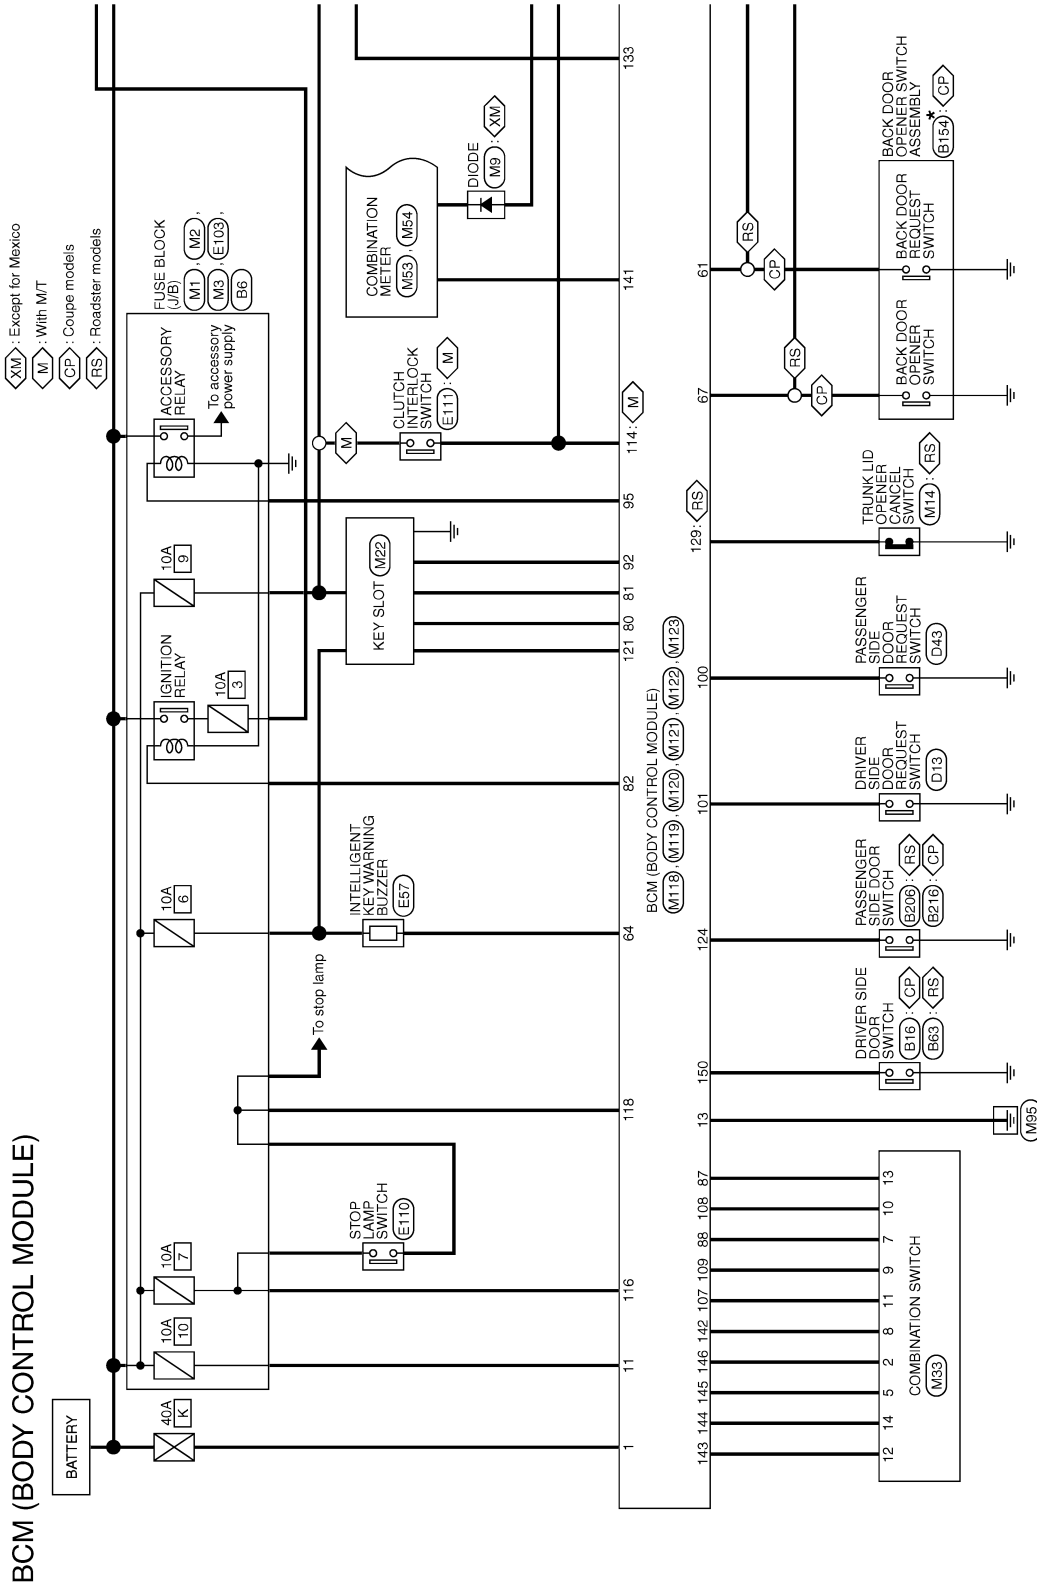 BCM (BODY CONTROL MODULE)
XM : Except for Mexico
M : With M/T
CP : Coupe models
RS : Roadster models
BATTERY
40A
K
10A
10
10A
7
10A
6
IGNITION
RELAY
10A
3
10A
9
ACCESSORY
RELAY
To accessory
power supply
FUSE BLOCK
(J/B)
M1 , M2 ,
M3 , E103 ,
B6
STOP
LAMP
SWITCH
E110
To stop lamp
INTELLIGENT
KEY WARNING
BUZZER
E57
KEY SLOT M22
M
CLUTCH
INTERLOCK
SWITCH
E111 : M
COMBINATION
METER
M53 , M54
DIODE
M9 : XM
1
11
116
118
64
82
121
80
81
92
95
114: M
141
133
BCM (BODY CONTROL MODULE)
M118 , M119 , M120 , M121 , M122 , M123
143
144
145
146
142
107
109
88
108
87
13
150
124
101
100
129: RS
67
61
12
14
5
2
8
11
9
7
10
13
COMBINATION SWITCH
M33
M95
DRIVER SIDE
DOOR
SWITCH
B16 : CP
B63 : RS
PASSENGER
SIDE DOOR
SWITCH
B206 : RS
B216 : CP
DRIVER
SIDE
DOOR
REQUEST
SWITCH
D13
PASSENGER
SIDE
DOOR
REQUEST
SWITCH
D43
TRUNK LID
OPENER
CANCEL
SWITCH
M14 : RS
RS
CP
RS
CP
BACK DOOR
OPENER
SWITCH
BACK DOOR
REQUEST
SWITCH
BACK DOOR
OPENER SWITCH
ASSEMBLY
B154 * : CP